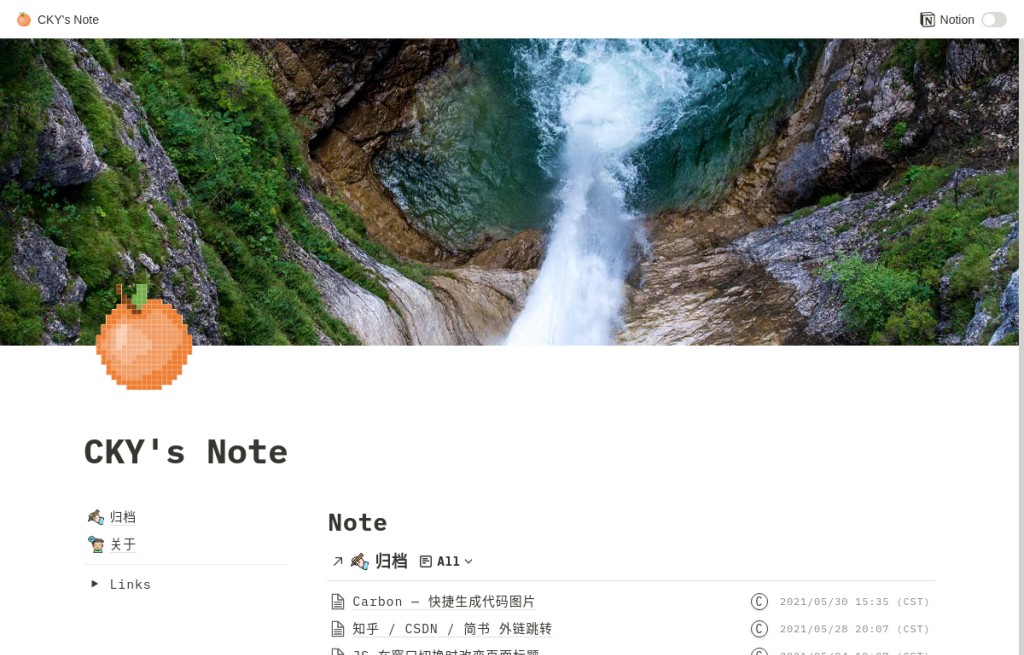 CKY's Note
Notion
CKY's Note
归档
关于
Links
Note
归档 All
Carbon — 快捷生成代码图片 C 2021/05/30 15:35 (CST)
知乎 / CSDN / 简书 外链跳转 C 2021/05/28 20:07 (CST)